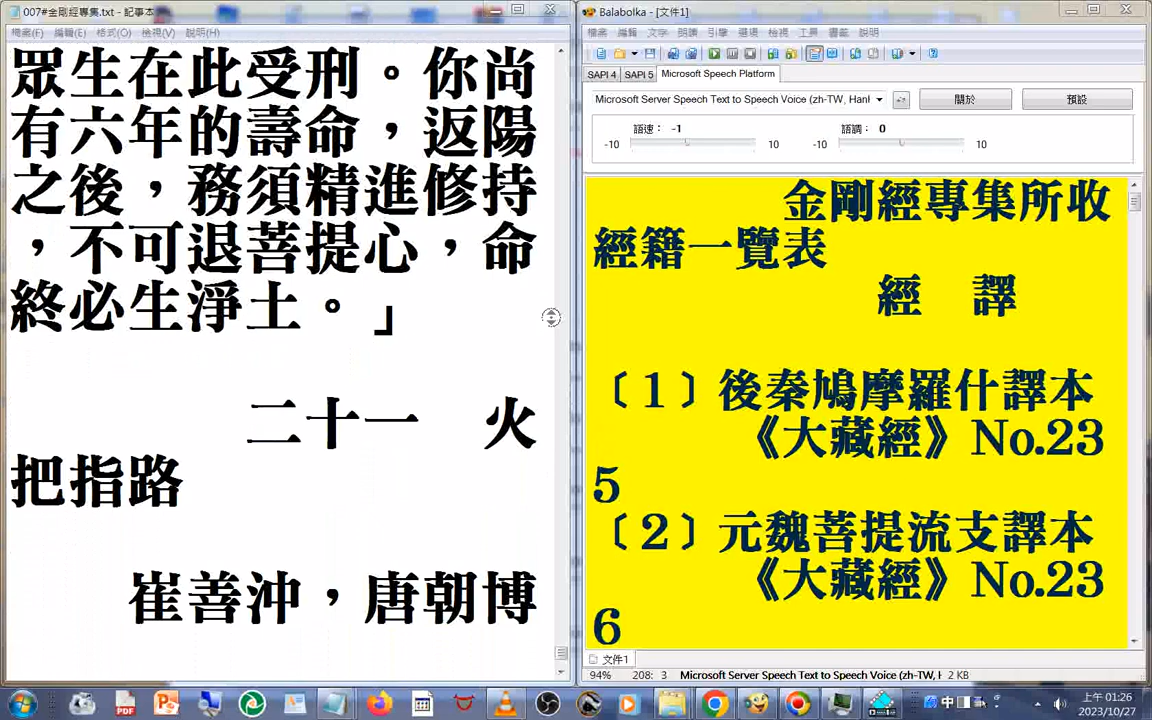 007#金剛經專集.txt - 記事本
檔案(F) 編輯(E) 格式(O) 檢視(V) 說明(H)
眾生在此受刑。你尚
有六年的壽命，返陽
之後，務須精進修持
，不可退菩提心，命
終必生淨土。」
二十一　火
把指路
崔善沖，唐朝博
Balabolka - [文件1]
檔案 編輯 文字 朗讀 引擎 選項 檢視 工具 書籤 說明
SAPI 4 SAPI 5 Microsoft Speech Platform
Microsoft Server Speech Text to Speech Voice (zh-TW, Hanl
關於 預設
語速： -1 語調： 0
-10 10 -10 10
金剛經專集所收
經籍一覽表
經　譯
〔1〕後秦鳩摩羅什譯本
《大藏經》No.23
5
〔2〕元魏菩提流支譯本
《大藏經》No.23
6
文件1
94% 208: 3 Microsoft Server Speech Text to Speech Voice (zh-TW, H 2 KB
中
上午 01:26
2023/10/27